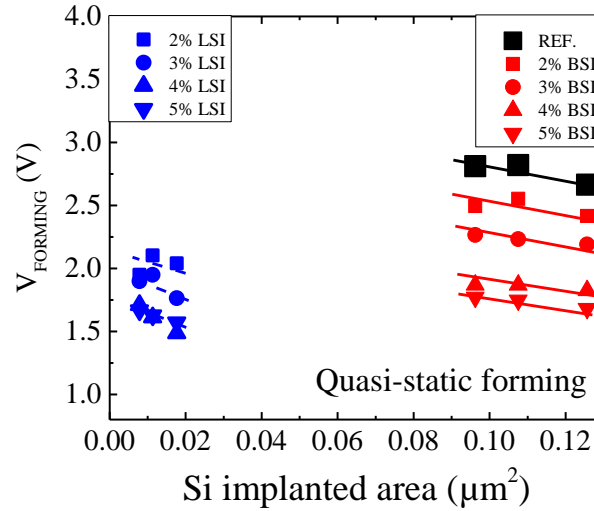 4.0
3.5
3.0
2.5
2.0
1.5
1.0
V_FORMING (V)
2% LSI
3% LSI
4% LSI
5% LSI
REF.
2% BSI
3% BSI
4% BSI
5% BSI
Quasi-static forming
0.00 0.02 0.04 0.06 0.08 0.10 0.12
Si implanted area (µm²)